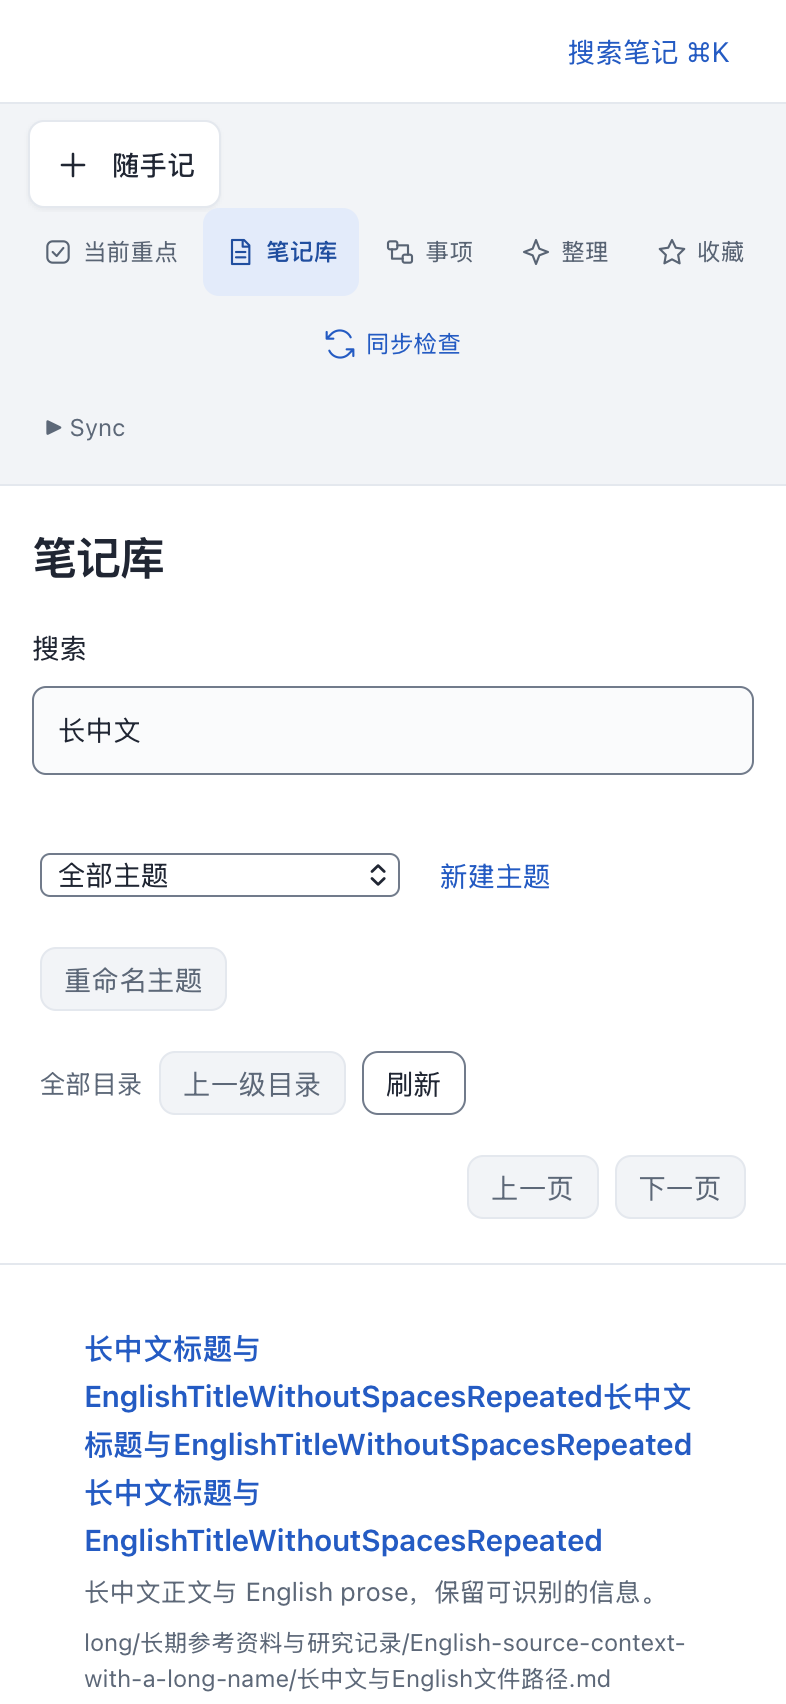 搜索笔记 ⌘K
随手记
当前重点 笔记库 事项 整理 收藏
同步检查
Sync
笔记库
搜索
长中文
全部主题 新建主题
重命名主题
全部目录 上一级目录 刷新
上一页 下一页
长中文标题与
EnglishTitleWithoutSpacesRepeated长中文
标题与EnglishTitleWithoutSpacesRepeated
长中文标题与
EnglishTitleWithoutSpacesRepeated
长中文正文与 English prose，保留可识别的信息。
long/长期参考资料与研究记录/English-source-context-
with-a-long-name/长中文与English文件路径.md